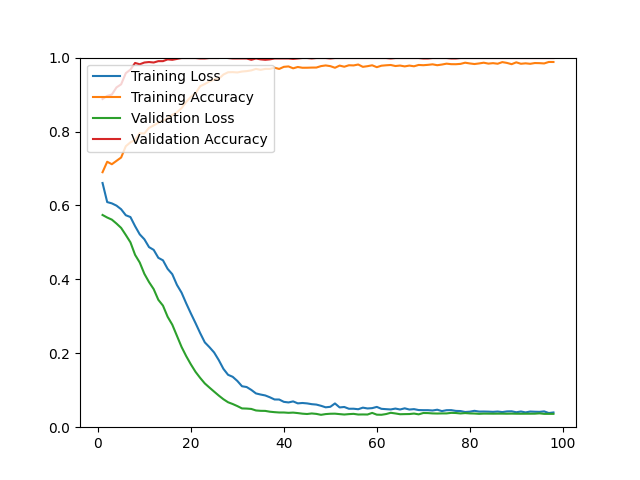 1.0
0.8
0.6
0.4
0.2
0.0
Training Loss
Training Accuracy
Validation Loss
Validation Accuracy
0 20 40 60 80 100